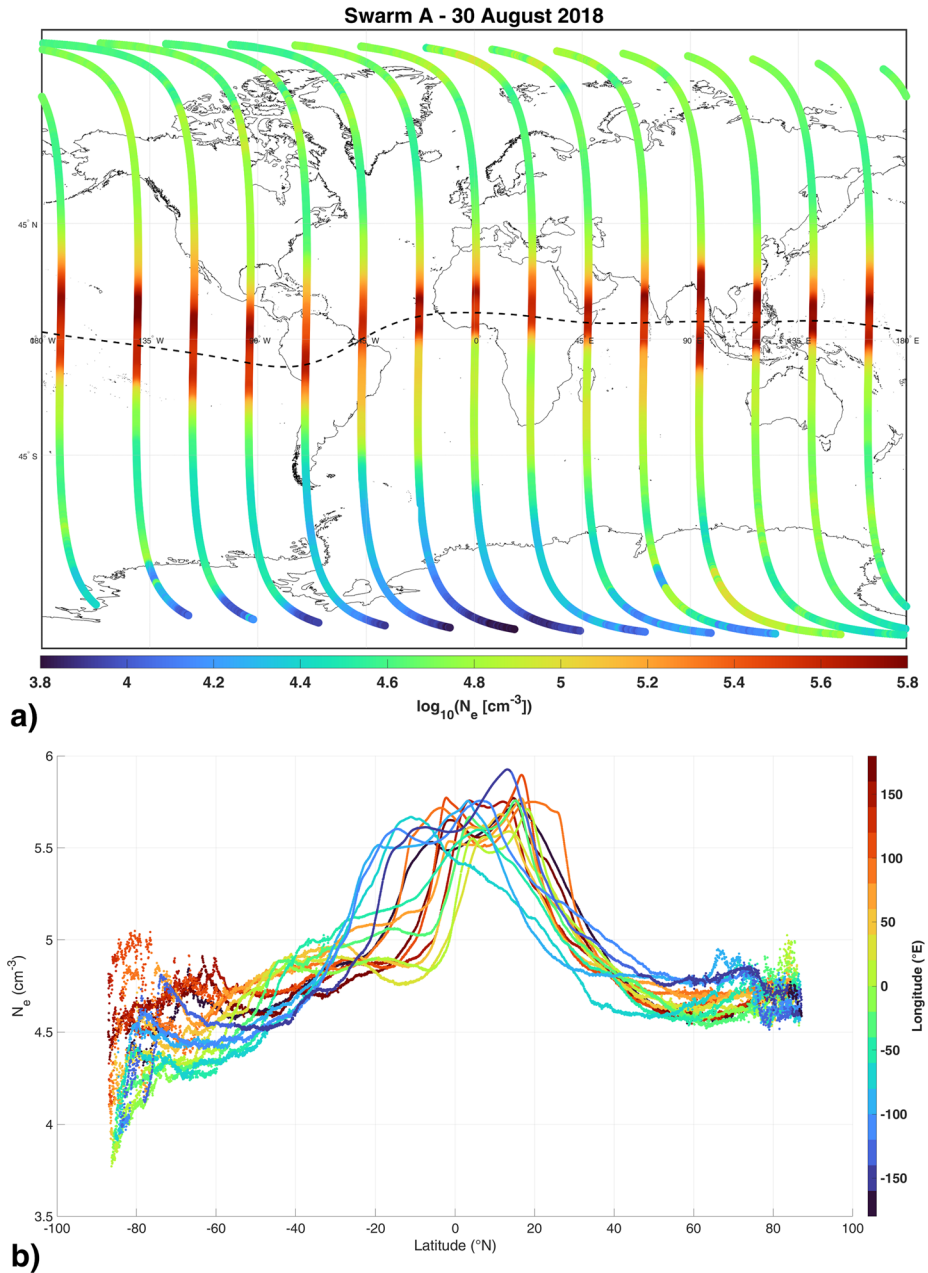 Swarm A - 30 August 2018
45° N
45° S
180° W
35° W
0
45° E
90
135° E
180° E
3.8 4 4.2 4.4 4.6 4.8 5 5.2 5.4 5.6 5.8
log10(Ne [cm-3])
a)
6
5.5
5
4.5
4
3.5
Ne (cm-3)
-100 -80 -60 -40 -20 0 20 40 60 80 100
Latitude (°N)
150
100
50
0
-50
-100
-150
Longitude (°E)
b)